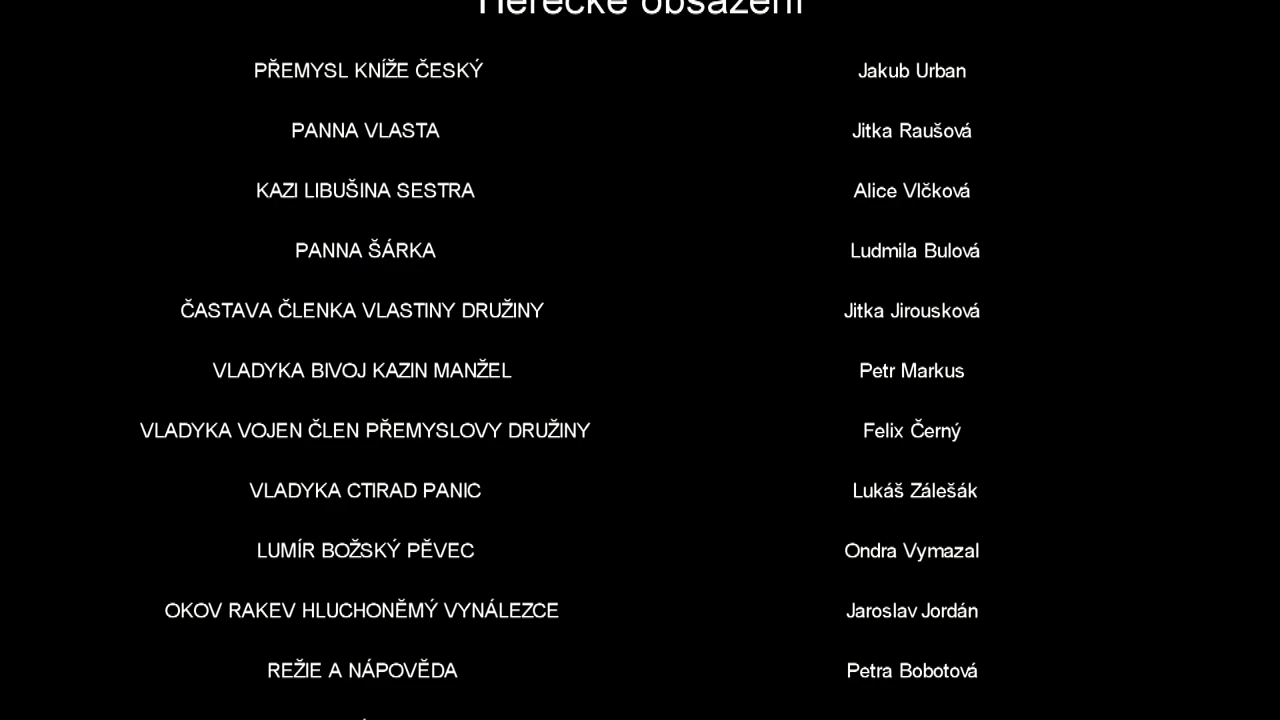 Herecké obsazení
PŘEMYSL KNÍŽE ČESKÝ Jakub Urban
PANNA VLASTA Jitka Raušová
KAZI LIBUŠINA SESTRA Alice Vlčková
PANNA ŠÁRKA Ludmila Bulová
ČASTAVA ČLENKA VLASTINY DRUŽINY Jitka Jirousková
VLADYKA BIVOJ KAZIN MANŽEL Petr Markus
VLADYKA VOJEN ČLEN PŘEMYSLOVY DRUŽINY Felix Černý
VLADYKA CTIRAD PANIC Lukáš Zálešák
LUMÍR BOŽSKÝ PĚVEC Ondra Vymazal
OKOV RAKEV HLUCHONĚMÝ VYNÁLEZCE Jaroslav Jordán
REŽIE A NÁPOVĚDA Petra Bobotová